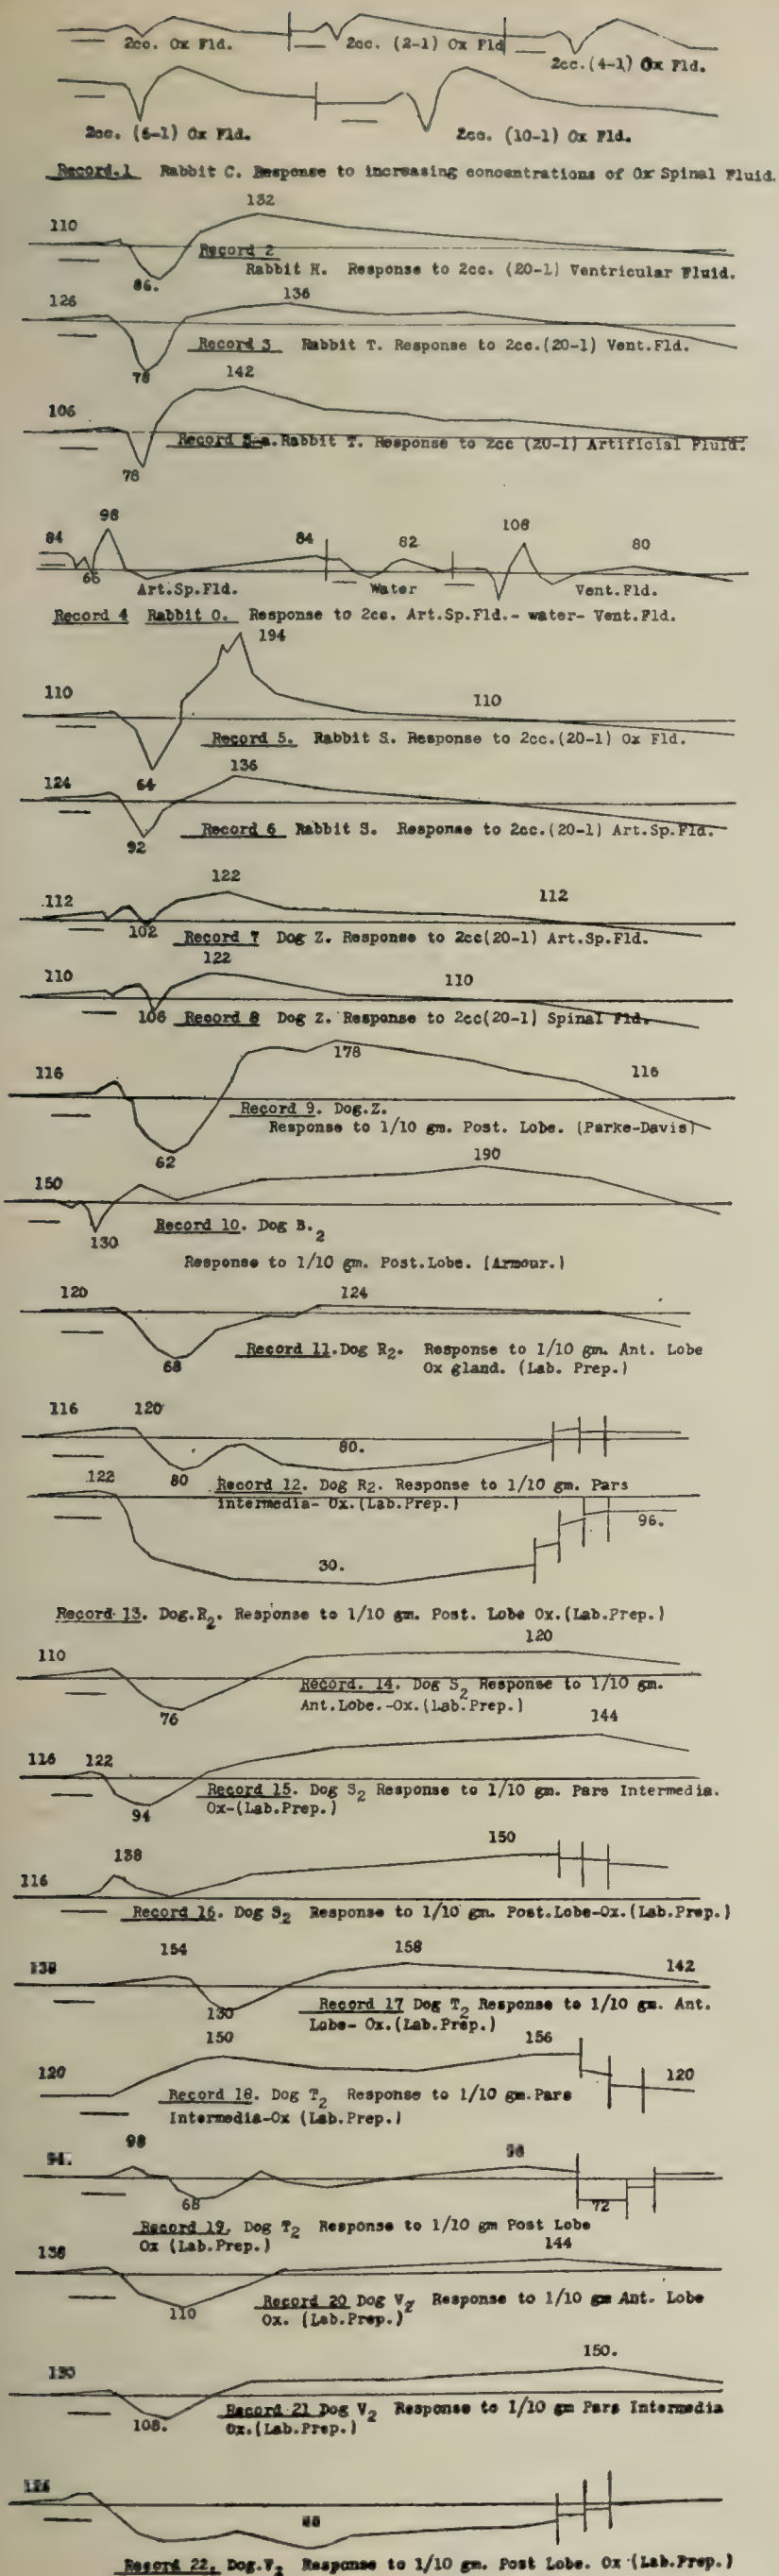 2cc. Ox Fld.
2cc. (2-1) Ox Fld
2cc.(4-1) Ox Fld.
2cc. (6-1) Ox Fld.
2cc. (10-1) Ox Fld.
Record.1 Rabbit C. Response to increasing concentrations of Ox Spinal Fluid.
132
110
Record 2
Rabbit H. Response to 2cc. (20-1) Ventricular Fluid.
86.
126
136
Record 3 Rabbit T. Response to 2cc.(20-1) Vent.Fld.
78
142
106
Record a. Rabbit T. Response to 2cc (20-1) Artificial Fluid.
78
98
84
84
82
108
80
66
Art.Sp.Fld.
Water
Vent.Fld.
Record 4 Rabbit O. Response to 2cc. Art.Sp.Fld.- water- Vent.Fld.
194
110
110
Record 5. Rabbit S. Response to 2cc.(20-1) Ox Fld.
64
136
124
Record 6 Rabbit S. Response to 2cc.(20-1) Art.Sp.Fld.
92
122
112
112
102
Record 7 Dog Z. Response to 2cc(20-1) Art.Sp.Fld.
122
110
110
106
Record 8 Dog Z. Response to 2cc(20-1) Spinal Fld.
178
116
116
Record 9. Dog.Z.
Response to 1/10 gm. Post. Lobe. (Parke-Davis)
62
190
150
Record 10. Dog B.2
130
Response to 1/10 gm. Post.Lobe. (Armour.)
120
124
Record 11.Dog R2. Response to 1/10 gm. Ant. Lobe
68
Ox gland. (Lab. Prep.)
116
120
80.
80
Record 12. Dog R2. Response to 1/10 gm. Pars
intermedia- Ox.(Lab.Prep.)
122
96.
30.
Record 13. Dog.R2. Response to 1/10 gm. Post. Lobe Ox.(Lab.Prep.)
120
110
Record. 14. Dog S2 Response to 1/10 gm.
Ant.Lobe.-Ox.(Lab.Prep.)
76
144
116
122
Record 15. Dog S2 Response to 1/10 gm. Pars Intermedia.
Ox-(Lab.Prep.)
94
150
138
116
Record 16. Dog S2 Response to 1/10 gm. Post.Lobe-Ox.(Lab.Prep.)
154
158
138
142
130
Record 17 Dog T2 Response to 1/10 gm. Ant.
Lobe- Ox.(Lab.Prep.)
150
156
120
120
Record 18. Dog T2 Response to 1/10 gm.Pars
Intermedia-Ox (Lab.Prep.)
98
94.
98
68
72
Record 19. Dog T2 Response to 1/10 gm Post Lobe
Ox (Lab.Prep.)
138
144
Record 20 Dog V2 Response to 1/10 gm Ant. Lobe
110
Ox. (Lab.Prep.)
150.
130
Record 21 Dog V2 Response to 1/10 gm Pars Intermedia
108.
Ox.(Lab.Prep.)
Record 22. Dog.V2 Response to 1/10 gm. Post Lobe. Ox (Lab.Prep.)